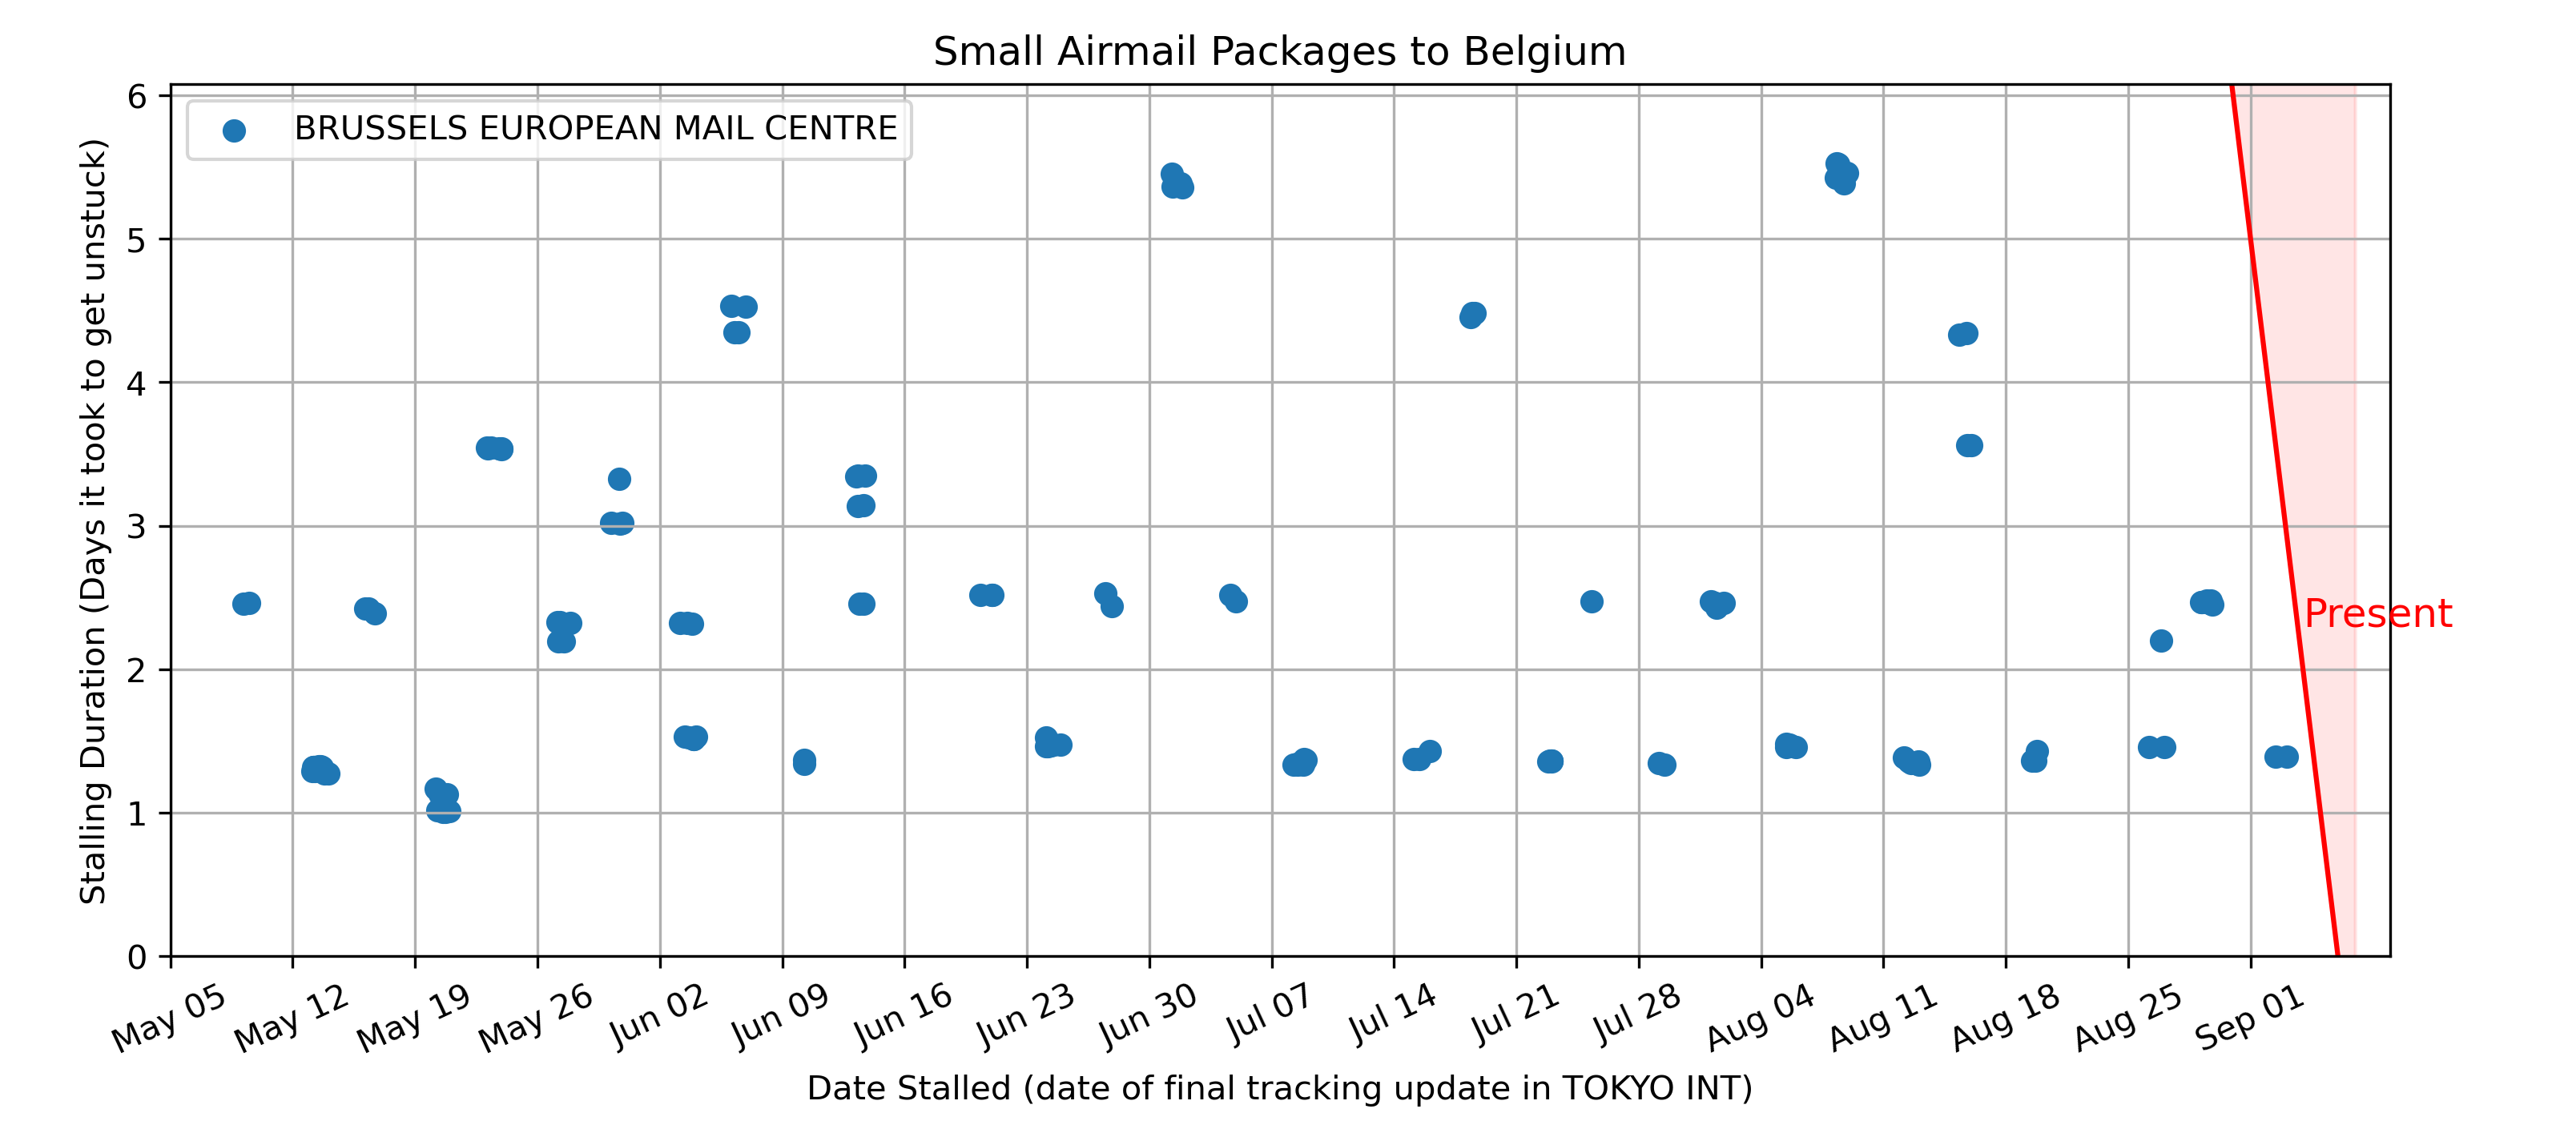 Small Airmail Packages to Belgium
BRUSSELS EUROPEAN MAIL CENTRE
Stalling Duration (Days it took to get unstuck)
6
5
4
3
2
1
0
Present
May 05
May 12
May 19
May 26
Jun 02
Jun 09
Jun 16
Jun 23
Jun 30
Jul 07
Jul 14
Jul 21
Jul 28
Aug 04
Aug 11
Aug 18
Aug 25
Sep 01
Date Stalled (date of final tracking update in TOKYO INT)